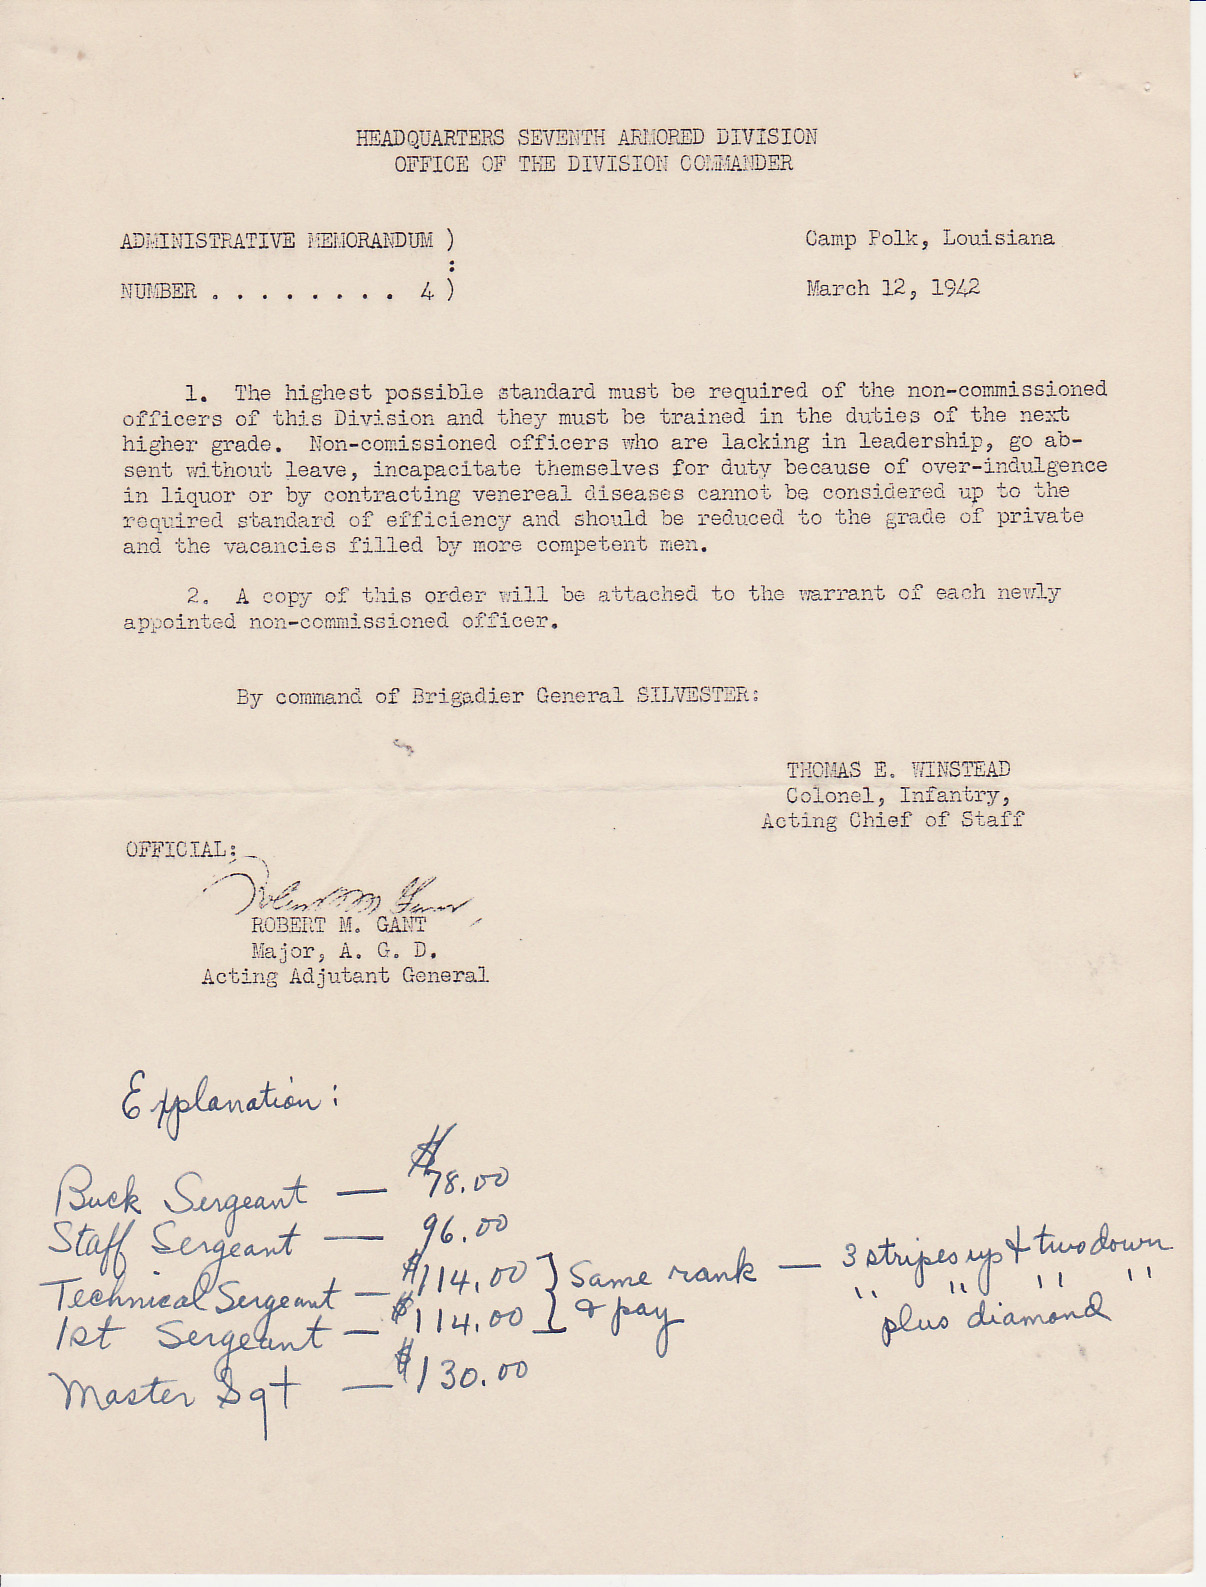 HEADQUARTERS SEVENTH ARMORED DIVISION
OFFICE OF THE DIVISION COMMANDER
ADMINISTRATIVE MEMORANDUM )
:
NUMBER . . . . . . . . 4 )
Camp Polk, Louisiana
March 12, 1942
1. The highest possible standard must be required of the non-commissioned
officers of this Division and they must be trained in the duties of the next
higher grade. Non-comissioned officers who are lacking in leadership, go ab-
sent without leave, incapacitate themselves for duty because of over-indulgence
in liquor or by contracting venereal diseases cannot be considered up to the
required standard of efficiency and should be reduced to the grade of private
and the vacancies filled by more competent men.
2. A copy of this order will be attached to the warrant of each newly
appointed non-commissioned officer.
By command of Brigadier General SILVESTER:
THOMAS E. WINSTEAD
Colonel, Infantry,
Acting Chief of Staff
OFFICIAL:
Robert M Gant
ROBERT M. GANT
Major, A. G. D.
Acting Adjutant General
Explanation:
Buck Sergeant — $78.00
Staff Sergeant — 96.00
Technical Sergeant — $114.00 } Same rank — 3 stripes up & two down
1st Sergeant — $114.00 } & pay " " " "
plus diamond
Master Sgt — $130.00